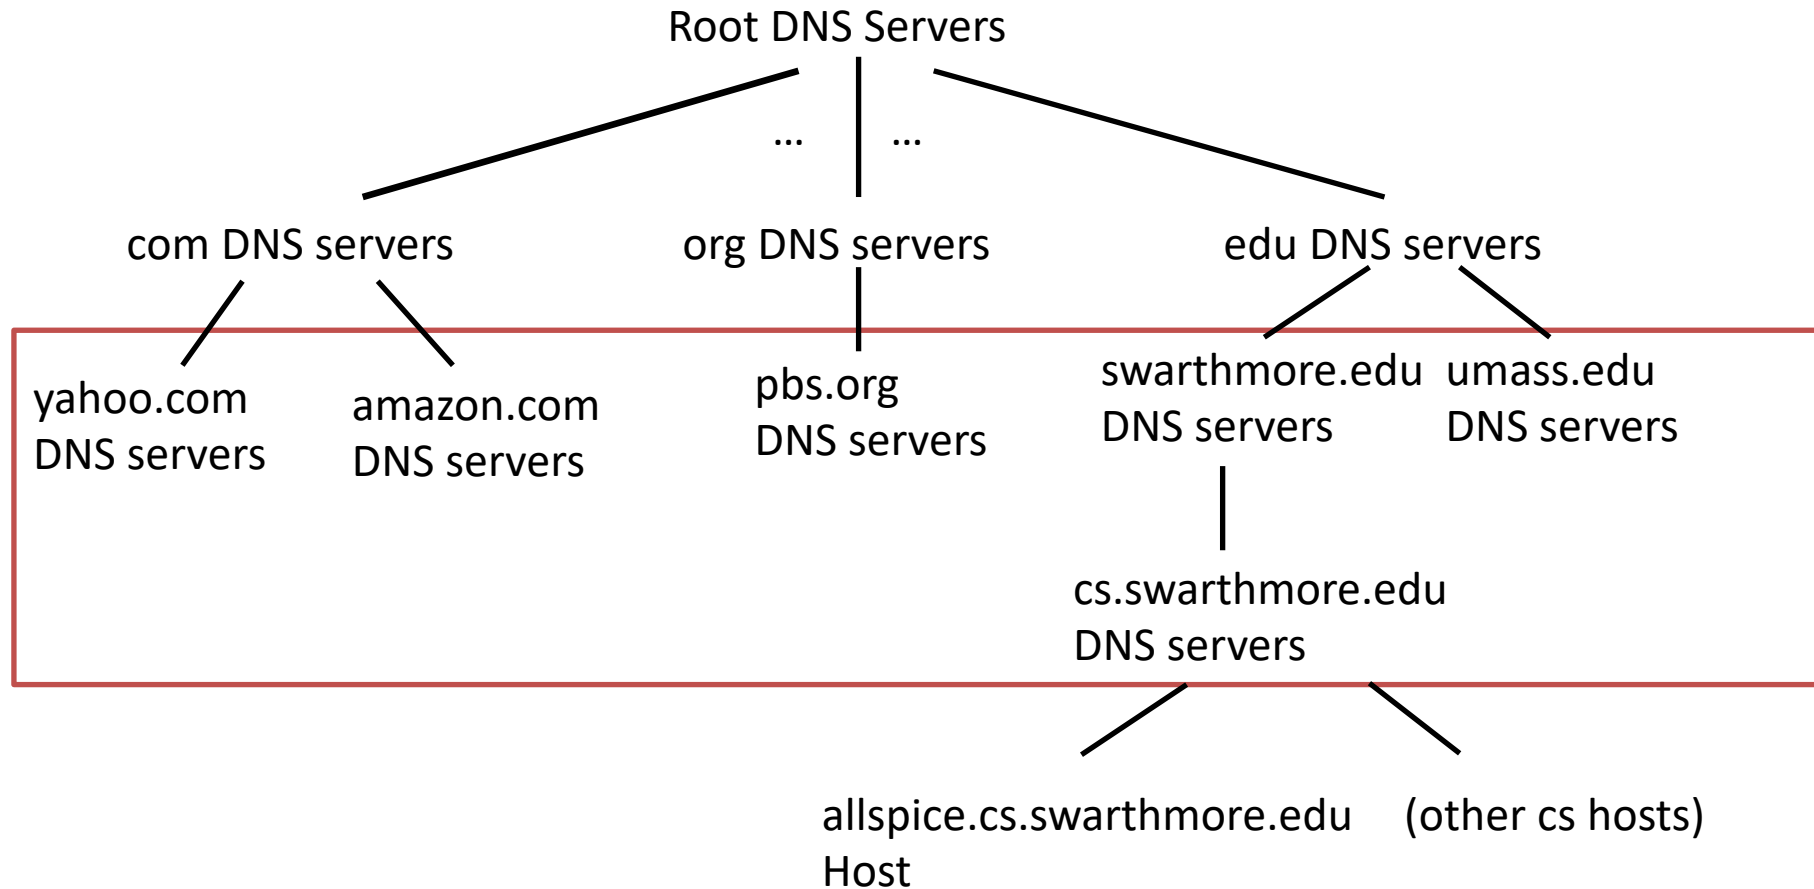 Root DNS Servers
... ...
com DNS servers
org DNS servers
edu DNS servers
yahoo.com
DNS servers
amazon.com
DNS servers
pbs.org
DNS servers
swarthmore.edu
DNS servers
umass.edu
DNS servers
cs.swarthmore.edu
DNS servers
allspice.cs.swarthmore.edu
Host
(other cs hosts)